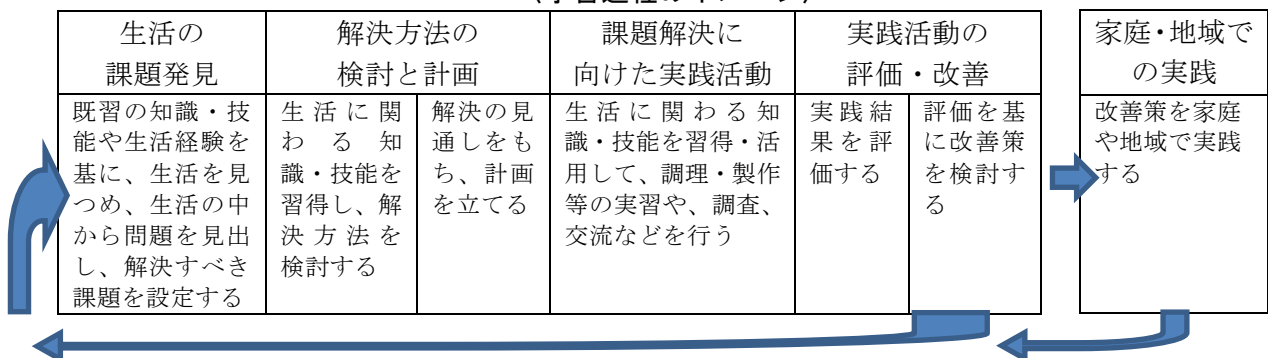 生活の
課題発見
解決方法の
検討と計画
課題解決に
向けた実践活動
実践活動の
評価・改善
家庭・地域で
の実践
既習の知識・技
能や生活経験を
基に、生活を見
つめ、生活の中
から問題を見出
し、解決すべき
課題を設定する
生活に関
わる知
識・技能を
習得し、解
決方法を
検討する
解決の見
通しをも
ち、計画
を立てる
生活に関わる知
識・技能を習得・活
用して、調理・製作
等の実習や、調査、
交流などを行う
実践結
果を評
価する
評価を基
に改善策
を検討す
る
改善策を家庭
や地域で実践
する